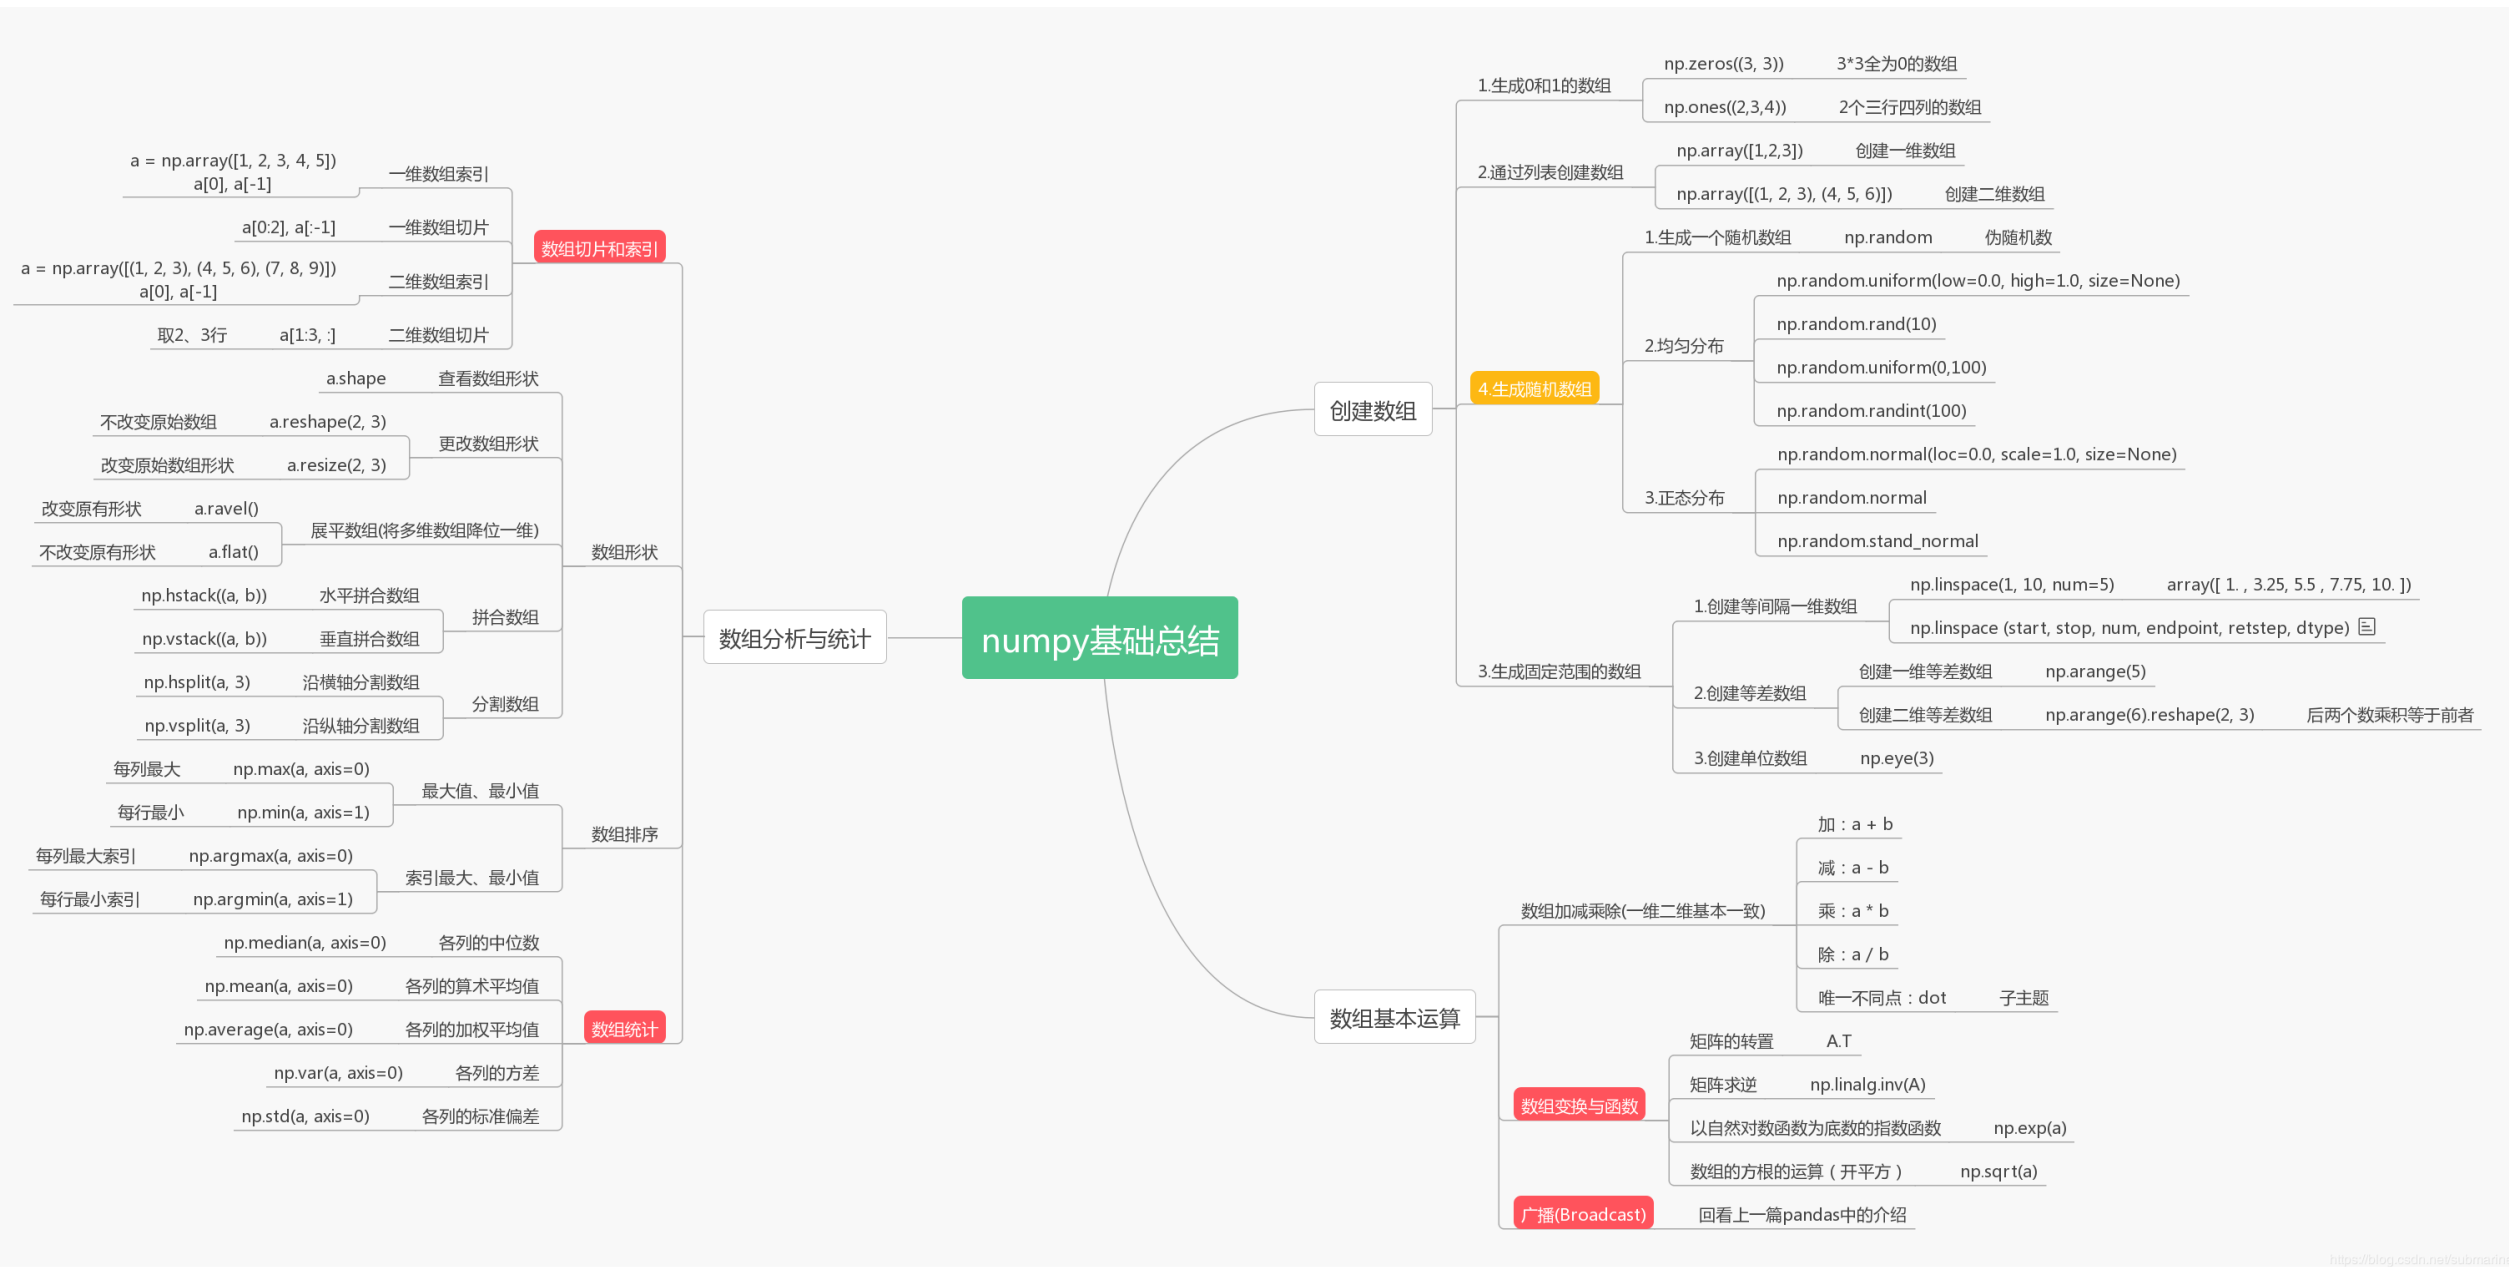 numpy基础总结
创建数组
1.生成0和1的数组
np.zeros((3, 3))
3*3全为0的数组
np.ones((2,3,4))
2个三行四列的数组
2.通过列表创建数组
np.array([1,2,3])
创建一维数组
np.array([(1, 2, 3), (4, 5, 6)])
创建二维数组
4.生成随机数组
1.生成一个随机数组
np.random
伪随机数
2.均匀分布
np.random.uniform(low=0.0, high=1.0, size=None)
np.random.rand(10)
np.random.uniform(0,100)
np.random.randint(100)
3.正态分布
np.random.normal(loc=0.0, scale=1.0, size=None)
np.random.normal
np.random.stand_normal
3.生成固定范围的数组
1.创建等间隔一维数组
np.linspace(1, 10, num=5)
array([ 1. , 3.25, 5.5 , 7.75, 10. ])
np.linspace (start, stop, num, endpoint, retstep, dtype)
2.创建等差数组
创建一维等差数组
np.arange(5)
创建二维等差数组
np.arange(6).reshape(2, 3)
后两个数乘积等于前者
3.创建单位数组
np.eye(3)
数组基本运算
数组加减乘除(一维二维基本一致)
加：a + b
减：a - b
乘：a * b
除：a / b
唯一不同点：dot
子主题
数组变换与函数
矩阵的转置
A.T
矩阵求逆
np.linalg.inv(A)
以自然对数函数为底数的指数函数
np.exp(a)
数组的方根的运算（开平方）
np.sqrt(a)
广播(Broadcast)
回看上一篇pandas中的介绍
数组分析与统计
数组切片和索引
一维数组索引
a = np.array([1, 2, 3, 4, 5])
a[0], a[-1]
一维数组切片
a[0:2], a[:-1]
二维数组索引
a = np.array([(1, 2, 3), (4, 5, 6), (7, 8, 9)])
a[0], a[-1]
二维数组切片
a[1:3, :]
取2、3行
数组形状
查看数组形状
a.shape
更改数组形状
a.reshape(2, 3)
不改变原始数组
a.resize(2, 3)
改变原始数组形状
展平数组(将多维数组降位一维)
a.ravel()
改变原有形状
a.flat()
不改变原有形状
拼合数组
水平拼合数组
np.hstack((a, b))
垂直拼合数组
np.vstack((a, b))
分割数组
沿横轴分割数组
np.hsplit(a, 3)
沿纵轴分割数组
np.vsplit(a, 3)
数组排序
最大值、最小值
np.max(a, axis=0)
每列最大
np.min(a, axis=1)
每行最小
索引最大、最小值
np.argmax(a, axis=0)
每列最大索引
np.argmin(a, axis=1)
每行最小索引
数组统计
各列的中位数
np.median(a, axis=0)
各列的算术平均值
np.mean(a, axis=0)
各列的加权平均值
np.average(a, axis=0)
各列的方差
np.var(a, axis=0)
各列的标准偏差
np.std(a, axis=0)
https://blog.csdn.net/submarin